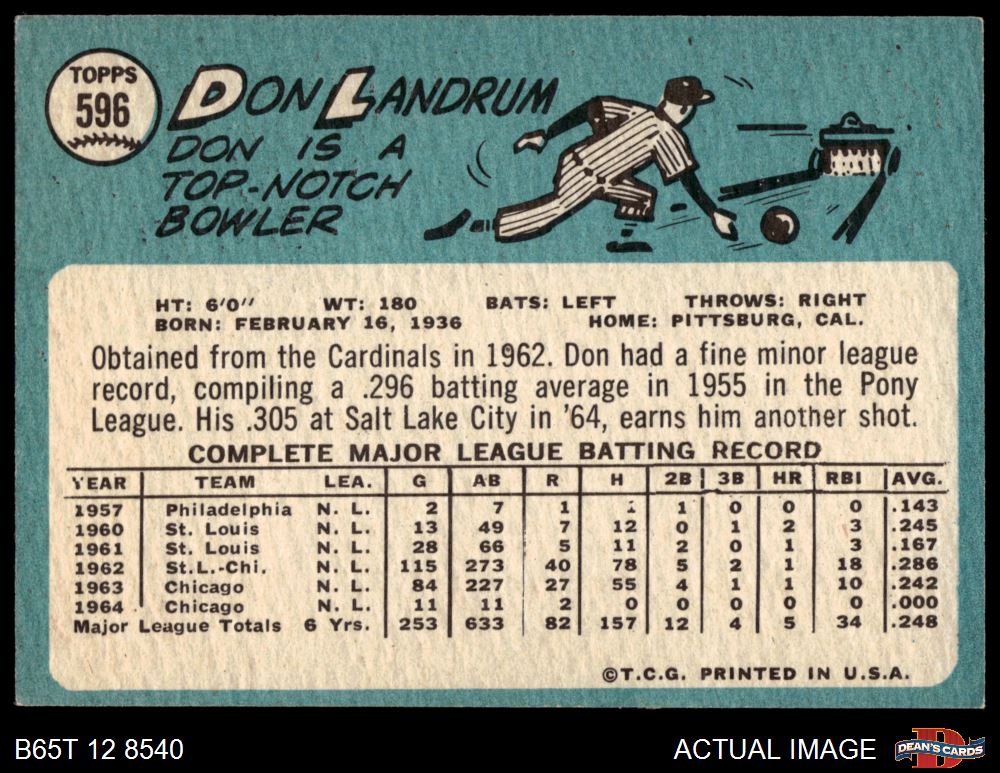 TOPPS
596
DON LANDRUM
DON IS A
TOP-NOTCH
BOWLER
HT: 6'0" WT: 180 BATS: LEFT THROWS: RIGHT
BORN: FEBRUARY 16, 1936 HOME: PITTSBURG, CAL.
Obtained from the Cardinals in 1962. Don had a fine minor league
record, compiling a .296 batting average in 1955 in the Pony
League. His .305 at Salt Lake City in '64, earns him another shot.
COMPLETE MAJOR LEAGUE BATTING RECORD
YEAR TEAM LEA. G AB R H 2B 3B HR RBI AVG.
1957 Philadelphia N. L. 2 7 1 1 0 0 0 .143
1960 St. Louis N. L. 13 49 7 12 0 1 2 3 .245
1961 St. Louis N. L. 28 66 5 11 2 0 1 3 .167
1962 St.L.-Chi. N. L. 115 273 40 78 5 2 1 18 .286
1963 Chicago N. L. 84 227 27 55 4 1 1 10 .242
1964 Chicago N. L. 11 11 2 0 0 0 0 0 .000
Major League Totals 6 Yrs. 253 633 82 157 12 4 5 34 .248
©T.C.G. PRINTED IN U.S.A.
B65T 12 8540 ACTUAL IMAGE DEAN'S CARDS